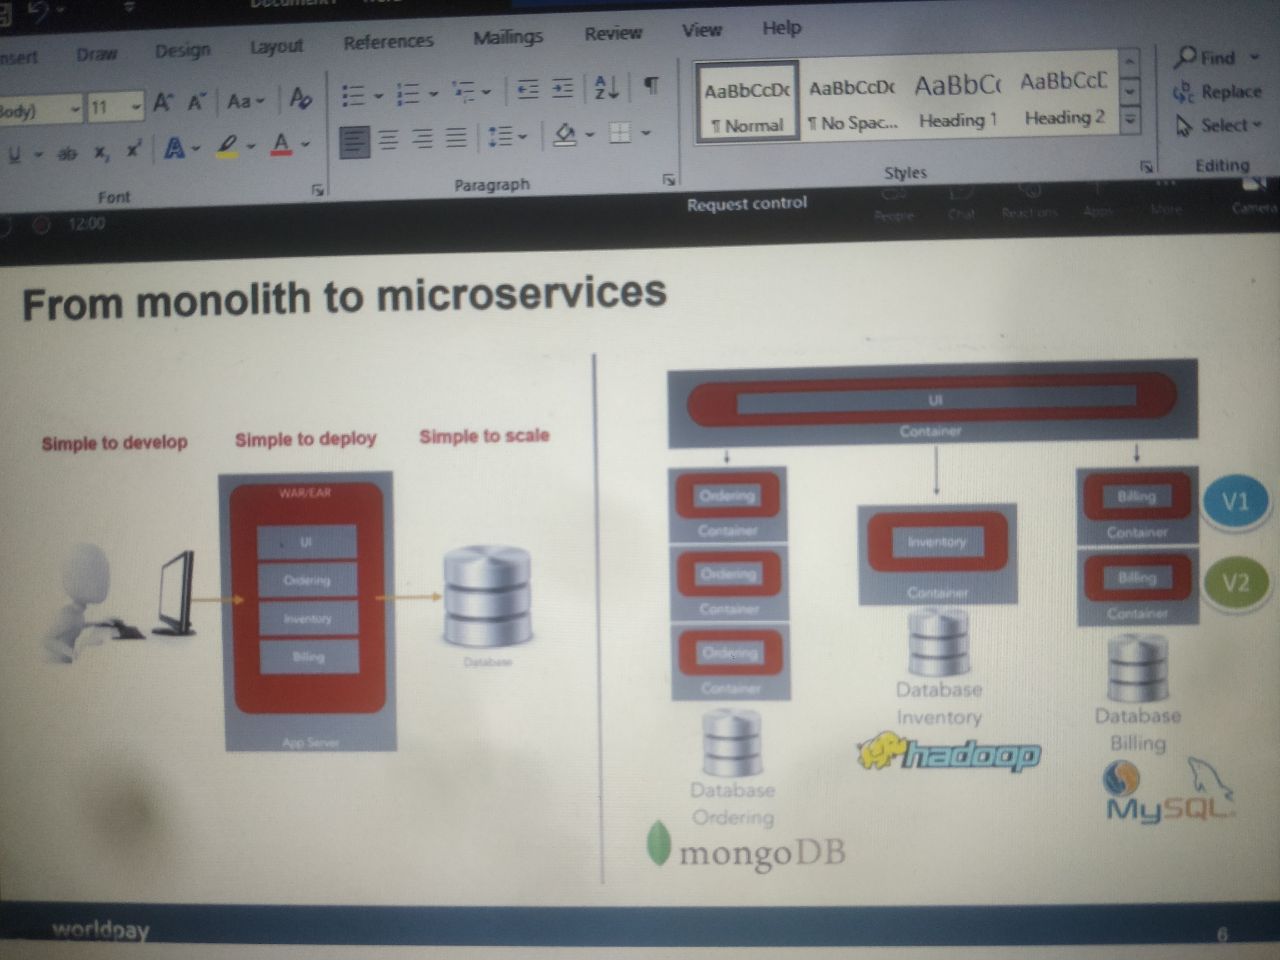 Insert Draw Design Layout References Mailings Review View Help
Body) 11 Aa
Font
Paragraph
AaBbCcDc AaBbCcDc AaBbCc AaBbCcD
¶ Normal ¶ No Spac... Heading 1 Heading 2
Styles
Find
Replace
Select
Editing
12:00
Request control
People Chat Reactions Apps More Camera
From monolith to microservices
Simple to develop Simple to deploy Simple to scale
WAR/EAR
UI
Ordering
Inventory
Billing
App Server
Database
UI
Container
Ordering
Container
Ordering
Container
Ordering
Container
Database
Ordering
mongoDB
Inventory
Container
Database
Inventory
hadoop
Billing
Container
V1
Billing
Container
V2
Database
Billing
MySQL
worldpay
6